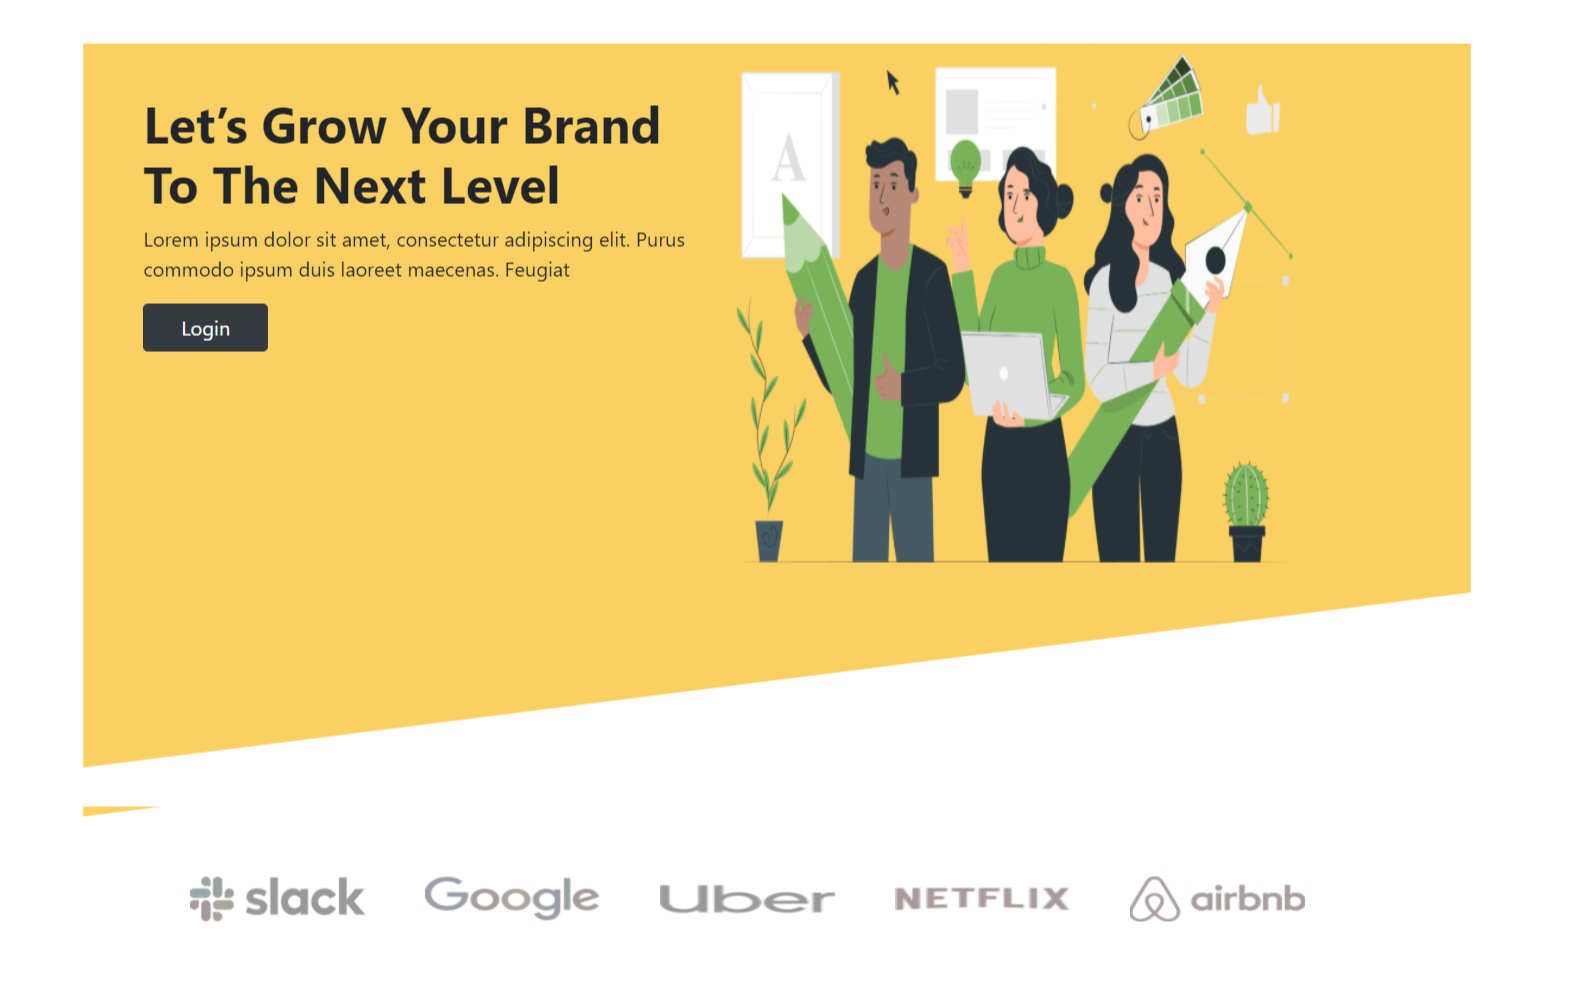 Let’s Grow Your Brand
To The Next Level
Lorem ipsum dolor sit amet, consectetur adipiscing elit. Purus
commodo ipsum duis laoreet maecenas. Feugiat
Login
A
slack Google Uber NETFLIX airbnb